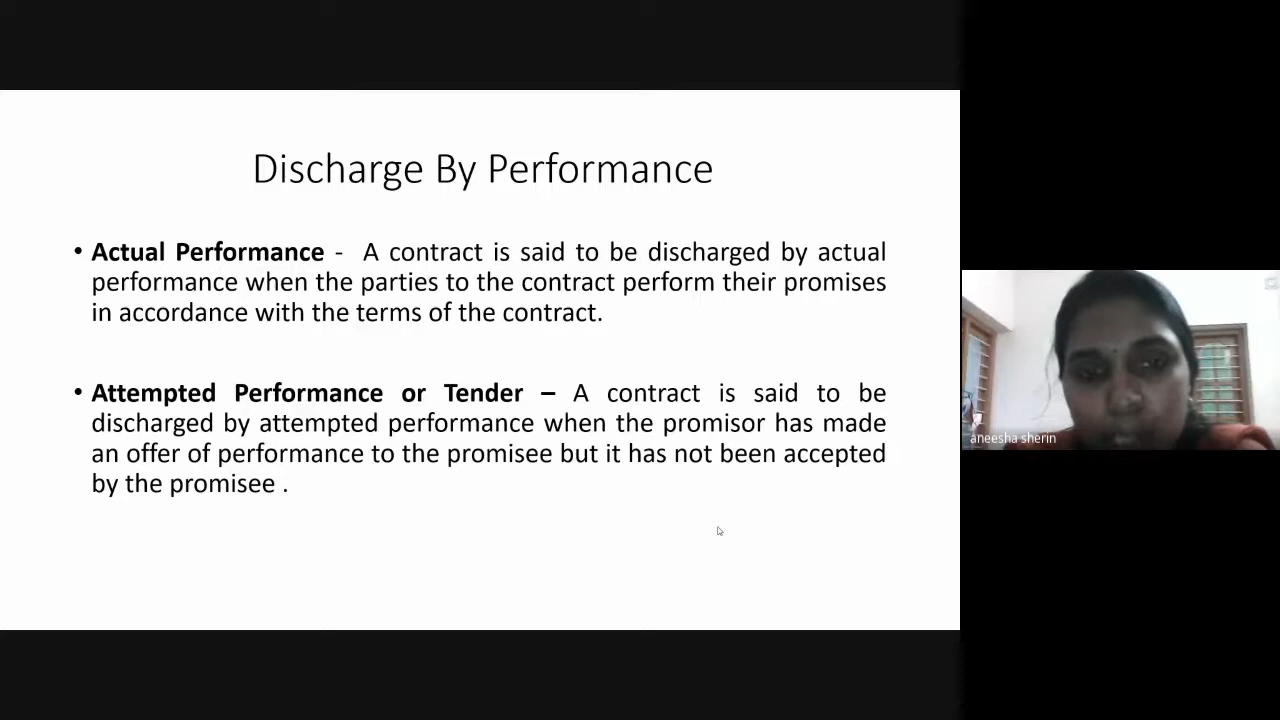 Discharge By Performance
• Actual Performance - A contract is said to be discharged by actual
performance when the parties to the contract perform their promises
in accordance with the terms of the contract.
• Attempted Performance or Tender – A contract is said to be
discharged by attempted performance when the promisor has made
an offer of performance to the promisee but it has not been accepted
by the promisee .
aneesha sherin